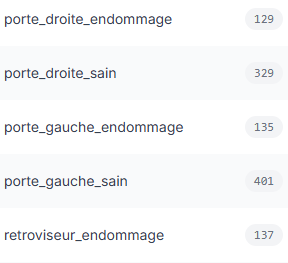 porte_droite_endommage 129
porte_droite_sain 329
porte_gauche_endommage 135
porte_gauche_sain 401
retroviseur_endommage 137